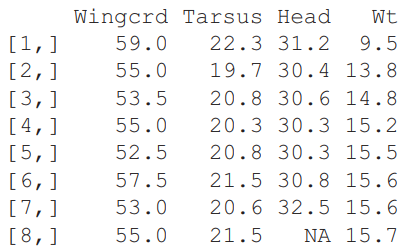 Wingcrd Tarsus Head Wt
[1,] 59.0 22.3 31.2 9.5
[2,] 55.0 19.7 30.4 13.8
[3,] 53.5 20.8 30.6 14.8
[4,] 55.0 20.3 30.3 15.2
[5,] 52.5 20.8 30.3 15.5
[6,] 57.5 21.5 30.8 15.6
[7,] 53.0 20.6 32.5 15.6
[8,] 55.0 21.5 NA 15.7